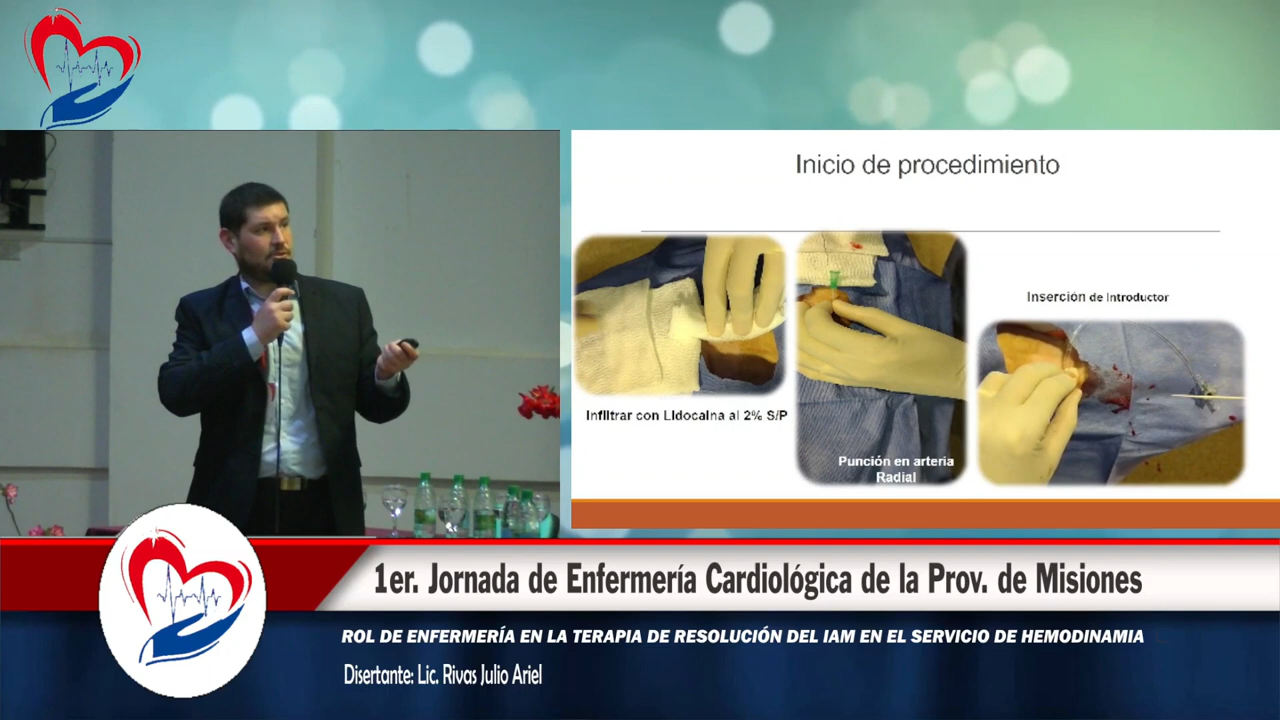 Inicio de procedimiento
Inserción de Introductor
Infiltrar con Lidocaina al 2% S/P
Punción en arteria
Radial
1er. Jornada de Enfermería Cardiológica de la Prov. de Misiones
ROL DE ENFERMERÍA EN LA TERAPIA DE RESOLUCIÓN DEL IAM EN EL SERVICIO DE HEMODINAMIA
Disertante: Lic. Rivas Julio Ariel